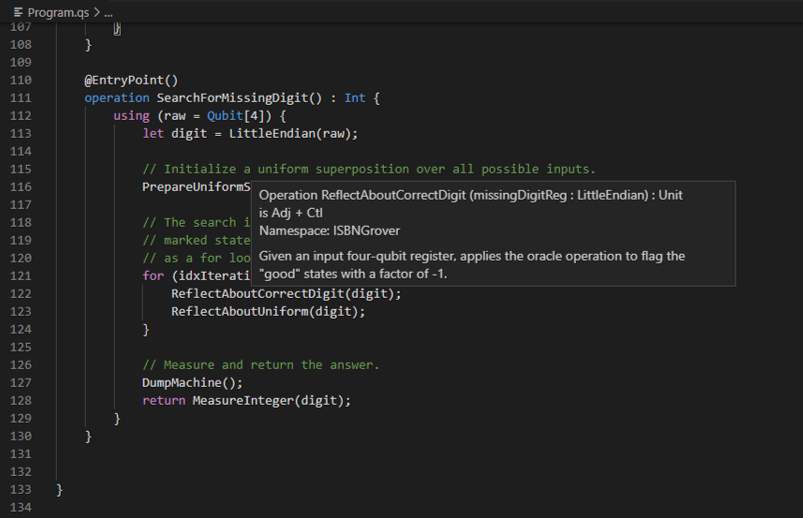 Program.qs > ...
107 }
108 }
109
110 @EntryPoint()
111 operation SearchForMissingDigit() : Int {
112 using (raw = Qubit[4]) {
113 let digit = LittleEndian(raw);
114
115 // Initialize a uniform superposition over all possible inputs.
116 PrepareUniformS
Operation ReflectAboutCorrectDigit (missingDigitReg : LittleEndian) : Unit
is Adj + Ctl
Namespace: ISBNGrover
Given an input four-qubit register, applies the oracle operation to flag the
"good" states with a factor of -1.
117
118 // The search i
119 // marked state
120 // as a for loo
121 for (idxIterati
122 ReflectAboutCorrectDigit(digit);
123 ReflectAboutUniform(digit);
124 }
125
126 // Measure and return the answer.
127 DumpMachine();
128 return MeasureInteger(digit);
129 }
130 }
131
132
133 }
134